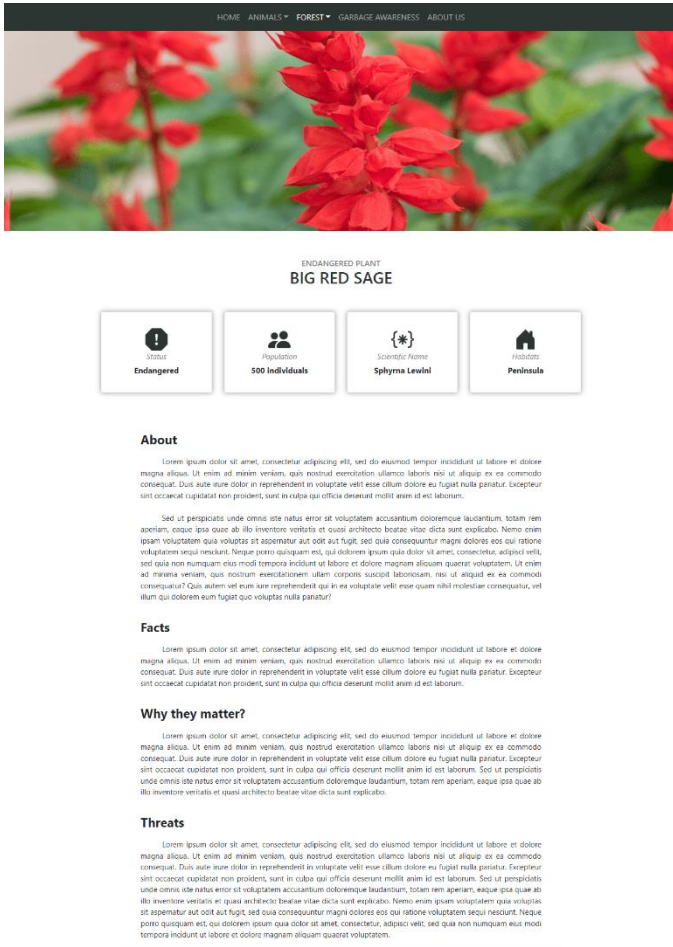 HOME ANIMALS FOREST GARBAGE AWARENESS ABOUT US
ENDANGERED PLANT
BIG RED SAGE
Status
Endangered
Population
500 individuals
Scientific Name
Sphyrna Lewini
Habitats
Peninsula
About
Lorem ipsum dolor sit amet, consectetur adipiscing elit, sed do eiusmod tempor incididunt ut labore et dolore
magna aliqua. Ut enim ad minim veniam, quis nostrud exercitation ullamco laboris nisi ut aliquip ex ea commodo
consequat. Duis aute irure dolor in reprehenderit in voluptate velit esse cillum dolore eu fugiat nulla pariatur. Excepteur
sint occaecat cupidatat non proident, sunt in culpa qui officia deserunt mollit anim id est laborum.
Sed ut perspiciatis unde omnis iste natus error sit voluptatem accusantium doloremque laudantium, totam rem
aperiam, eaque ipsa quae ab illo inventore veritatis et quasi architecto beatae vitae dicta sunt explicabo. Nemo enim
ipsam voluptatem quia voluptas sit aspernatur aut odit aut fugit, sed quia consequuntur magni dolores eos qui ratione
voluptatem sequi nesciunt. Neque porro quisquam est, qui dolorem ipsum quia dolor sit amet, consectetur, adipisci velit,
sed quia non numquam eius modi tempora incidunt ut labore et dolore magnam aliquam quaerat voluptatem. Ut enim
ad minima veniam, quis nostrum exercitationem ullam corporis suscipit laboriosam, nisi ut aliquid ex ea commodi
consequatur? Quis autem vel eum iure reprehenderit qui in ea voluptate velit esse quam nihil molestiae consequatur, vel
illum qui dolorem eum fugiat quo voluptas nulla pariatur?
Facts
Lorem ipsum dolor sit amet, consectetur adipiscing elit, sed do eiusmod tempor incididunt ut labore et dolore
magna aliqua. Ut enim ad minim veniam, quis nostrud exercitation ullamco laboris nisi ut aliquip ex ea commodo
consequat. Duis aute irure dolor in reprehenderit in voluptate velit esse cillum dolore eu fugiat nulla pariatur. Excepteur
sint occaecat cupidatat non proident, sunt in culpa qui officia deserunt mollit anim id est laborum.
Why they matter?
Lorem ipsum dolor sit amet, consectetur adipiscing elit, sed do eiusmod tempor incididunt ut labore et dolore
magna aliqua. Ut enim ad minim veniam, quis nostrud exercitation ullamco laboris nisi ut aliquip ex ea commodo
consequat. Duis aute irure dolor in reprehenderit in voluptate velit esse cillum dolore eu fugiat nulla pariatur. Excepteur
sint occaecat cupidatat non proident, sunt in culpa qui officia deserunt mollit anim id est laborum. Sed ut perspiciatis
unde omnis iste natus error sit voluptatem accusantium doloremque laudantium, totam rem aperiam, eaque ipsa quae ab
illo inventore veritatis et quasi architecto beatae vitae dicta sunt explicabo.
Threats
Lorem ipsum dolor sit amet, consectetur adipiscing elit, sed do eiusmod tempor incididunt ut labore et dolore
magna aliqua. Ut enim ad minim veniam, quis nostrud exercitation ullamco laboris nisi ut aliquip ex ea commodo
consequat. Duis aute irure dolor in reprehenderit in voluptate velit esse cillum dolore eu fugiat nulla pariatur. Excepteur
sint occaecat cupidatat non proident, sunt in culpa qui officia deserunt mollit anim id est laborum. Sed ut perspiciatis
unde omnis iste natus error sit voluptatem accusantium doloremque laudantium, totam rem aperiam, eaque ipsa quae ab
illo inventore veritatis et quasi architecto beatae vitae dicta sunt explicabo. Nemo enim ipsam voluptatem quia voluptas
sit aspernatur aut odit aut fugit, sed quia consequuntur magni dolores eos qui ratione voluptatem sequi nesciunt. Neque
porro quisquam est, qui dolorem ipsum quia dolor sit amet, consectetur, adipisci velit, sed quia non numquam eius modi
tempora incidunt ut labore et dolore magnam aliquam quaerat voluptatem.